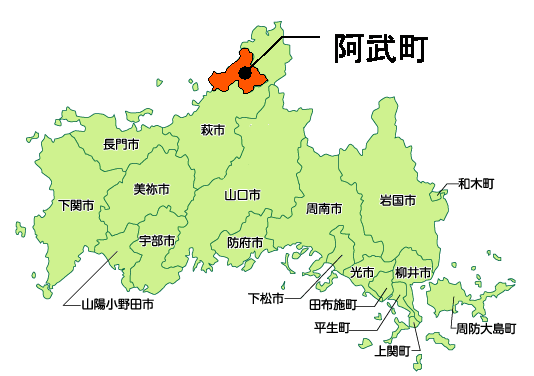 阿武町
萩市
長門市
和木町
美祢市
山口市
岩国市
下関市
周南市
宇部市
防府市
光市
柳井市
山陽小野田市
下松市
田布施町
平生町
周防大島町
上関町